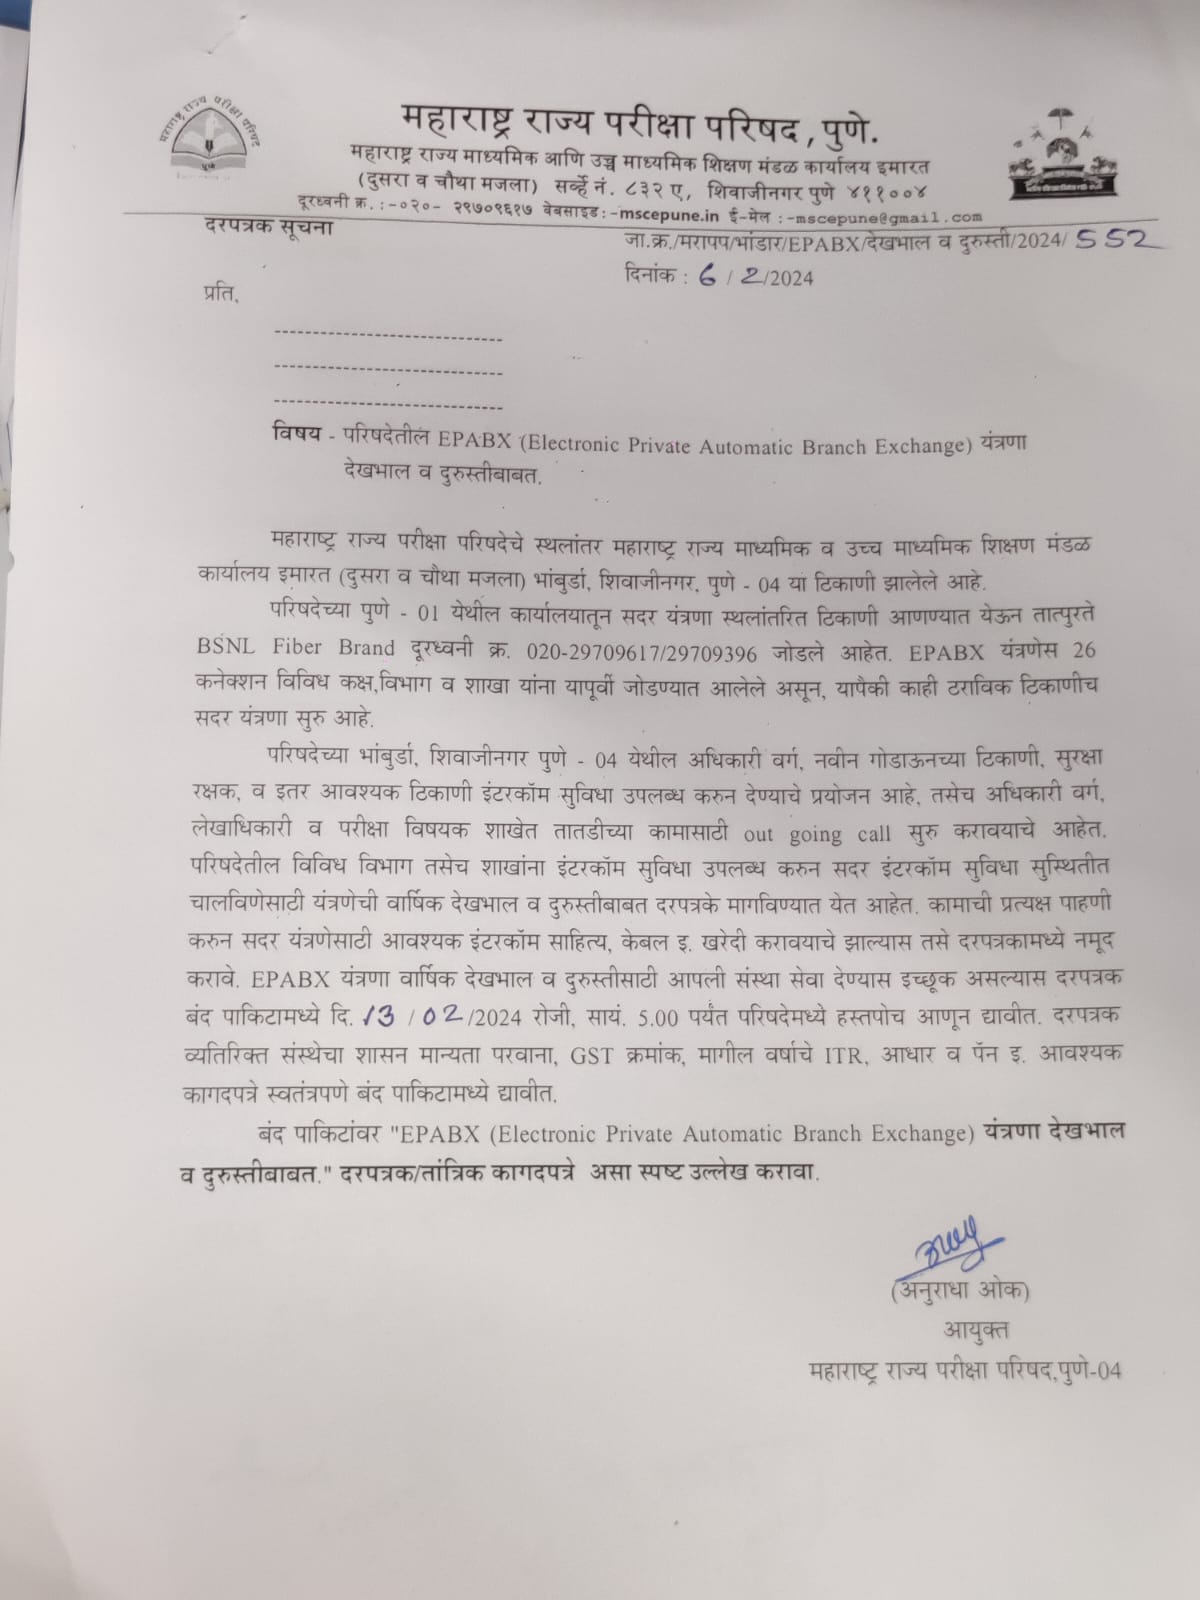 महाराष्ट्र राज्य परीक्षा परिषद
पुणे
महाराष्ट्र राज्य परीक्षा परिषद, पुणे.
महाराष्ट्र राज्य माध्यमिक आणि उच्च माध्यमिक शिक्षण मंडळ कार्यालय इमारत
(दुसरा व चौथा मजला) सर्व्हे नं. ८३२ ए, शिवाजीनगर पुणे ४११००४
दूरध्वनी क्र. :-०२०- २९७०९६१७ वेबसाइड:-mscepune.in ई-मेल :-mscepune@gmail.com
दरपत्रक सूचना
जा.क्र./मरापप/भांडार/EPABX/देखभाल व दुरुस्ती/2024/ 552
दिनांक : 6 / 2 /2024
प्रति,
------------------------------
------------------------------
------------------------------
विषय - परिषदेतील EPABX (Electronic Private Automatic Branch Exchange) यंत्रणा
देखभाल व दुरुस्तीबाबत.
महाराष्ट्र राज्य परीक्षा परिषदेचे स्थलांतर महाराष्ट्र राज्य माध्यमिक व उच्च माध्यमिक शिक्षण मंडळ
कार्यालय इमारत (दुसरा व चौथा मजला) भांबुर्डा, शिवाजीनगर, पुणे - 04 या ठिकाणी झालेले आहे.
परिषदेच्या पुणे - 01 येथील कार्यालयातून सदर यंत्रणा स्थलांतरित ठिकाणी आणण्यात येऊन तात्पुरते
BSNL Fiber Brand दूरध्वनी क्र. 020-29709617/29709396 जोडले आहेत. EPABX यंत्रणेस 26
कनेक्शन विविध कक्ष,विभाग व शाखा यांना यापूर्वी जोडण्यात आलेले असून, यापैकी काही ठराविक ठिकाणीच
सदर यंत्रणा सुरु आहे.
परिषदेच्या भांबुर्डा, शिवाजीनगर पुणे - 04 येथील अधिकारी वर्ग, नवीन गोडाऊनच्या ठिकाणी, सुरक्षा
रक्षक, व इतर आवश्यक ठिकाणी इंटरकॉम सुविधा उपलब्ध करुन देण्याचे प्रयोजन आहे, तसेच अधिकारी वर्ग,
लेखाधिकारी व परीक्षा विषयक शाखेत तातडीच्या कामासाठी out going call सुरु करावयाचे आहेत.
परिषदेतील विविध विभाग तसेच शाखांना इंटरकॉम सुविधा उपलब्ध करुन सदर इंटरकॉम सुविधा सुस्थितीत
चालविणेसाठी यंत्रणेची वार्षिक देखभाल व दुरुस्तीबाबत दरपत्रके मागविण्यात येत आहेत. कामाची प्रत्यक्ष पाहणी
करुन सदर यंत्रणेसाठी आवश्यक इंटरकॉम साहित्य, केबल इ. खरेदी करावयाचे झाल्यास तसे दरपत्रकामध्ये नमूद
करावे. EPABX यंत्रणा वार्षिक देखभाल व दुरुस्तीसाठी आपली संस्था सेवा देण्यास इच्छूक असल्यास दरपत्रक
बंद पाकिटामध्ये दि. 13 / 02 /2024 रोजी, सायं. 5.00 पर्यंत परिषदेमध्ये हस्तपोच आणून द्यावीत. दरपत्रक
व्यतिरिक्त संस्थेचा शासन मान्यता परवाना, GST क्रमांक, मागील वर्षाचे ITR, आधार व पॅन इ. आवश्यक
कागदपत्रे स्वतंत्रपणे बंद पाकिटामध्ये द्यावीत.
बंद पाकिटांवर "EPABX (Electronic Private Automatic Branch Exchange) यंत्रणा देखभाल
व दुरुस्तीबाबत." दरपत्रक/तांत्रिक कागदपत्रे असा स्पष्ट उल्लेख करावा.
(अनुराधा ओक)
आयुक्त
महाराष्ट्र राज्य परीक्षा परिषद,पुणे-04